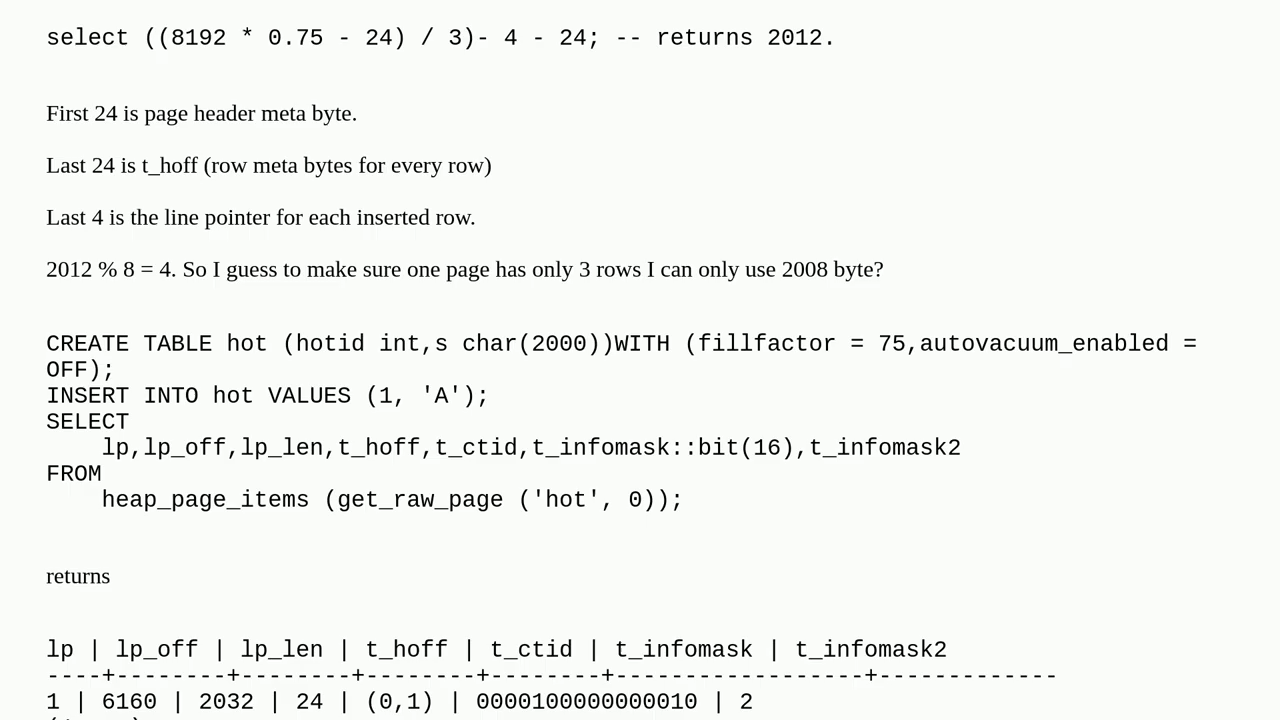 select ((8192 * 0.75 - 24) / 3)- 4 - 24; -- returns 2012.
First 24 is page header meta byte.
Last 24 is t_hoff (row meta bytes for every row)
Last 4 is the line pointer for each inserted row.
2012 % 8 = 4. So I guess to make sure one page has only 3 rows I can only use 2008 byte?
CREATE TABLE hot (hotid int,s char(2000))WITH (fillfactor = 75,autovacuum_enabled =
OFF);
INSERT INTO hot VALUES (1, 'A');
SELECT
    lp,lp_off,lp_len,t_hoff,t_ctid,t_infomask::bit(16),t_infomask2
FROM
    heap_page_items (get_raw_page ('hot', 0));
returns
lp | lp_off | lp_len | t_hoff | t_ctid | t_infomask | t_infomask2
----+--------+--------+--------+--------+------------------+-------------
1 | 6160 | 2032 | 24 | (0,1) | 0000100000000010 | 2